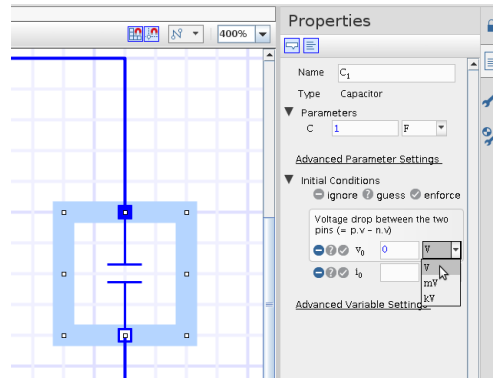 Properties
400%
Name C₁
Type Capacitor
Parameters
C 1 F
Advanced Parameter Settings
Initial Conditions
ignore guess enforce
Voltage drop between the two
pins (= p.v - n.v)
v₀ 0 V
V
i₀
mV
kV
Advanced Variable Settings